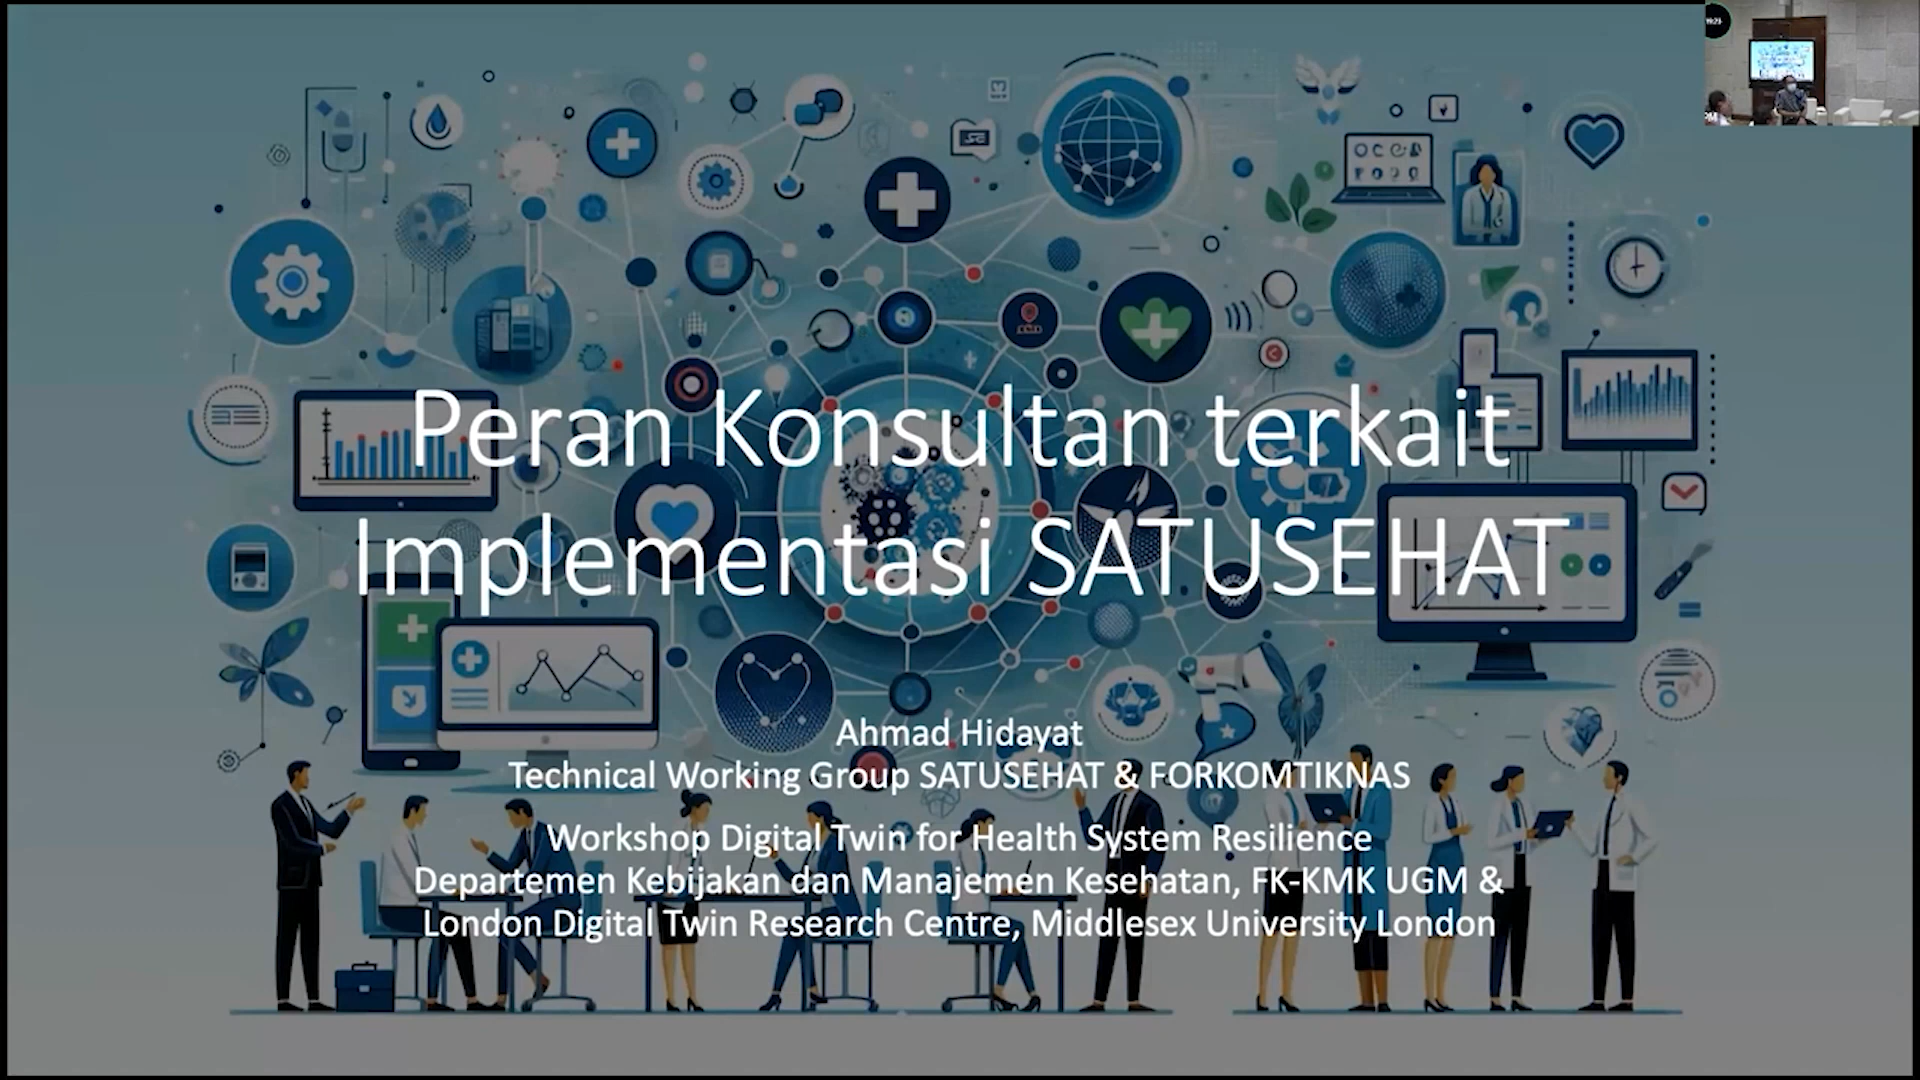 Peran Konsultan terkait
Implementasi SATUSEHAT
Ahmad Hidayat
Technical Working Group SATUSEHAT & FORKOMTIKNAS
Workshop Digital Twin for Health System Resilience
Departemen Kebijakan dan Manajemen Kesehatan, FK-KMK UGM &
London Digital Twin Research Centre, Middlesex University London